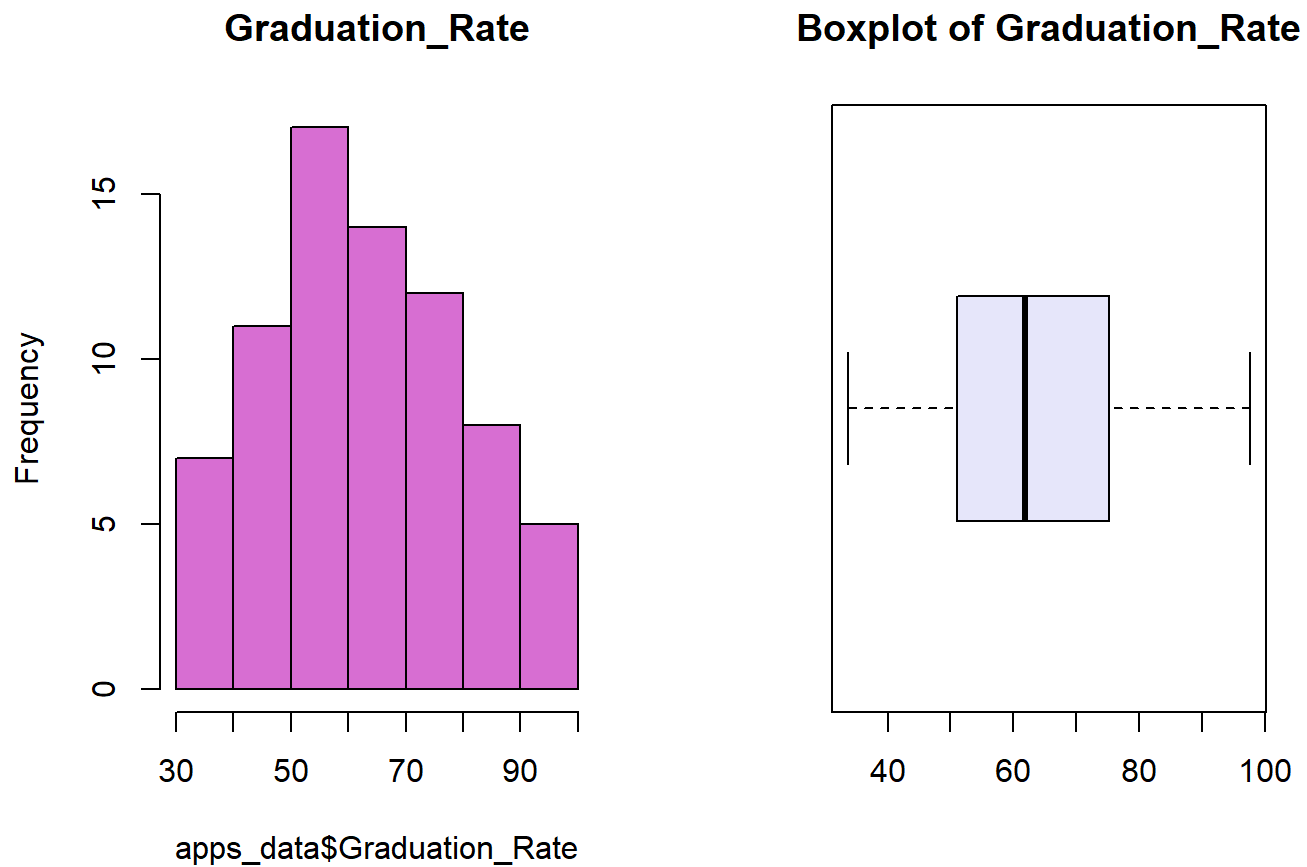 Graduation_Rate
Frequency
15
10
5
0
30 50 70 90
apps_data$Graduation_Rate
Boxplot of Graduation_Rate
40 60 80 100